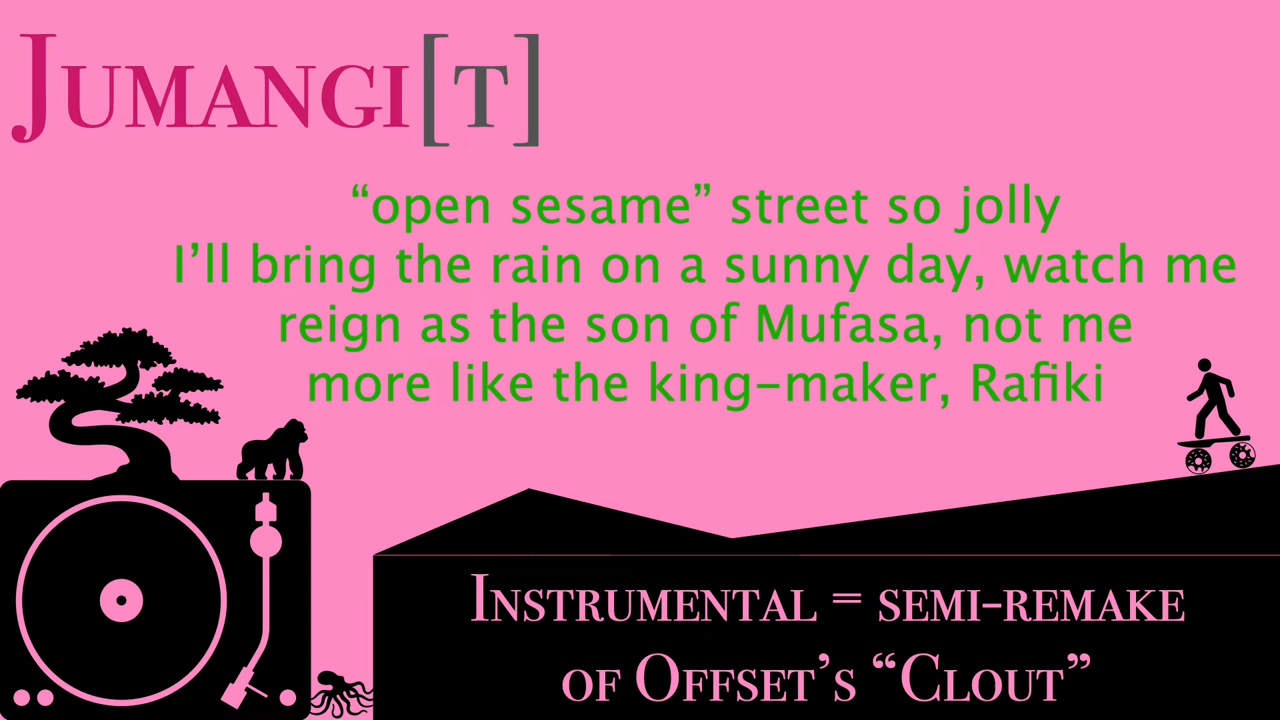 Jumangi[t]
“open sesame” street so jolly
I’ll bring the rain on a sunny day, watch me
reign as the son of Mufasa, not me
more like the king-maker, Rafiki
Instrumental = semi-remake
of Offset’s “Clout”